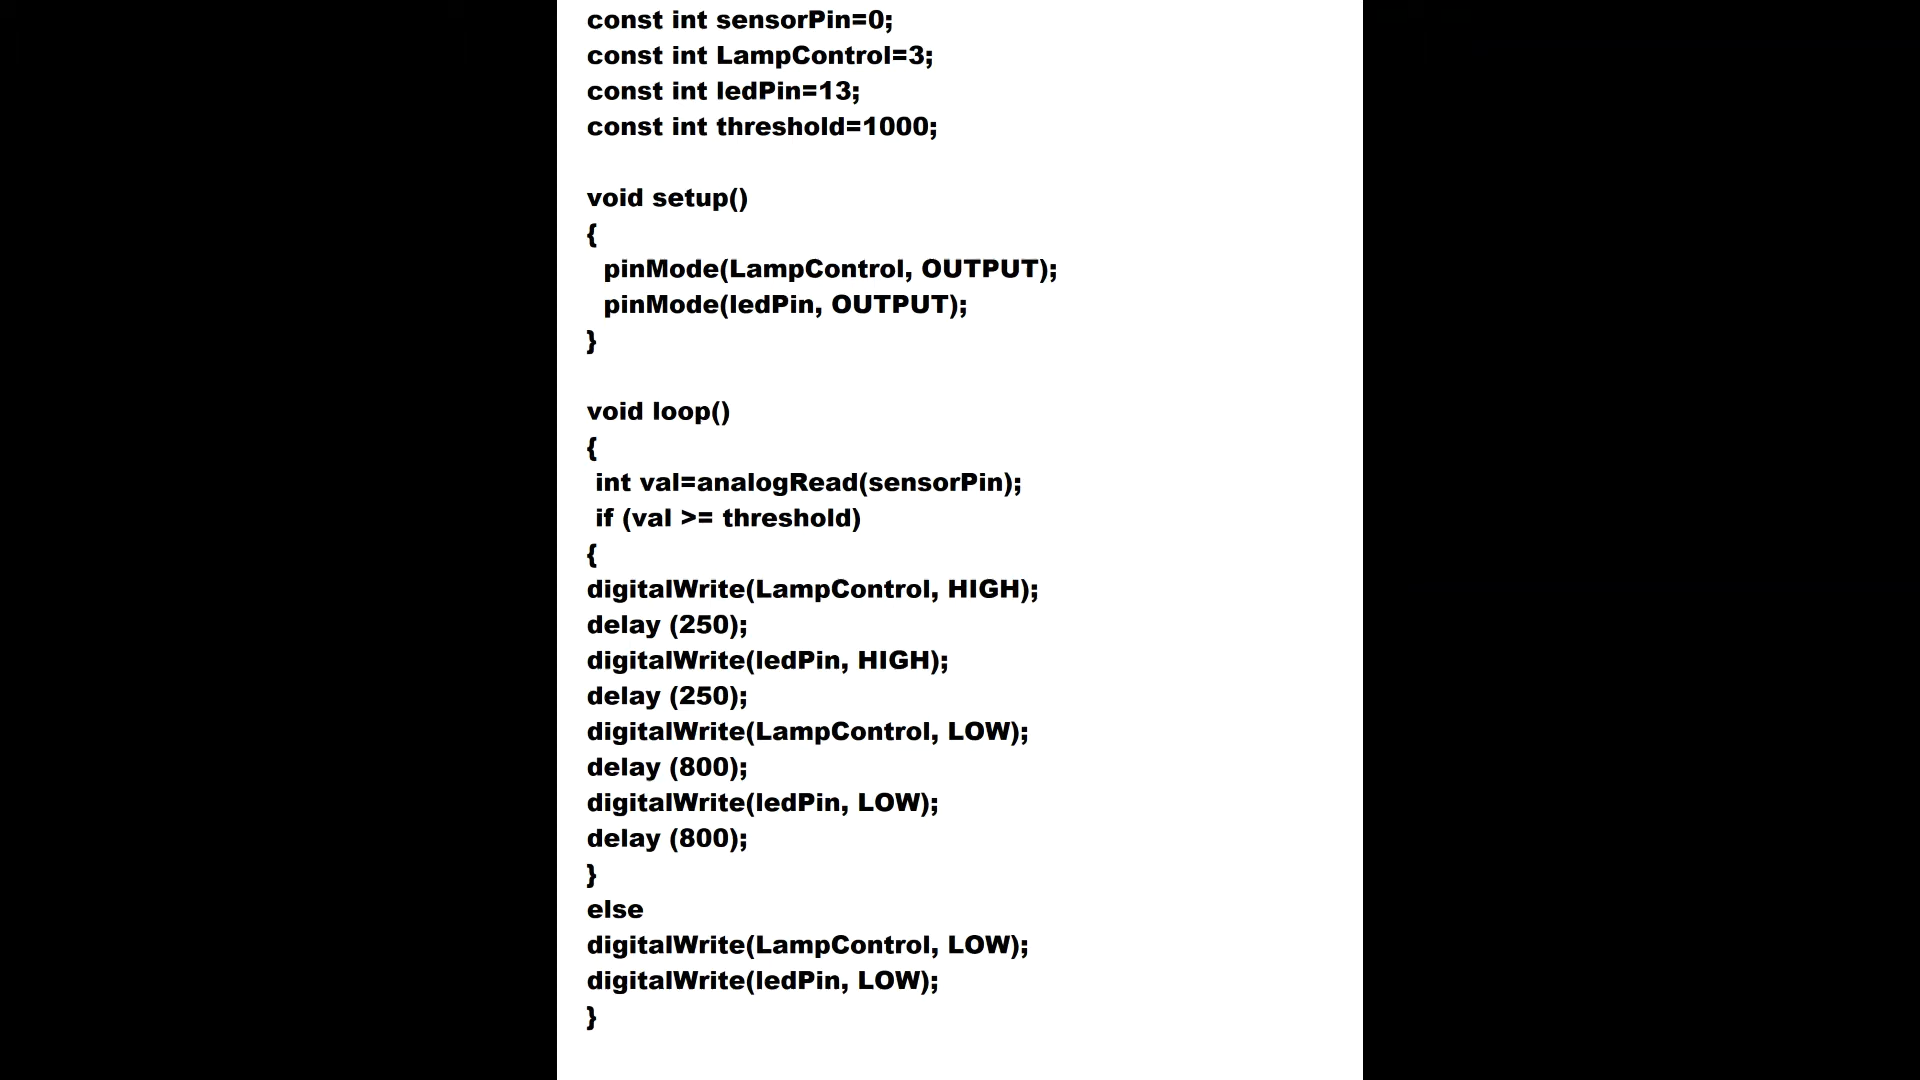 const int sensorPin=0;
const int LampControl=3;
const int ledPin=13;
const int threshold=1000;

void setup()
{
  pinMode(LampControl, OUTPUT);
  pinMode(ledPin, OUTPUT);
}

void loop()
{
 int val=analogRead(sensorPin);
 if (val >= threshold)
{
digitalWrite(LampControl, HIGH);
delay (250);
digitalWrite(ledPin, HIGH);
delay (250);
digitalWrite(LampControl, LOW);
delay (800);
digitalWrite(ledPin, LOW);
delay (800);
}
else
digitalWrite(LampControl, LOW);
digitalWrite(ledPin, LOW);
}